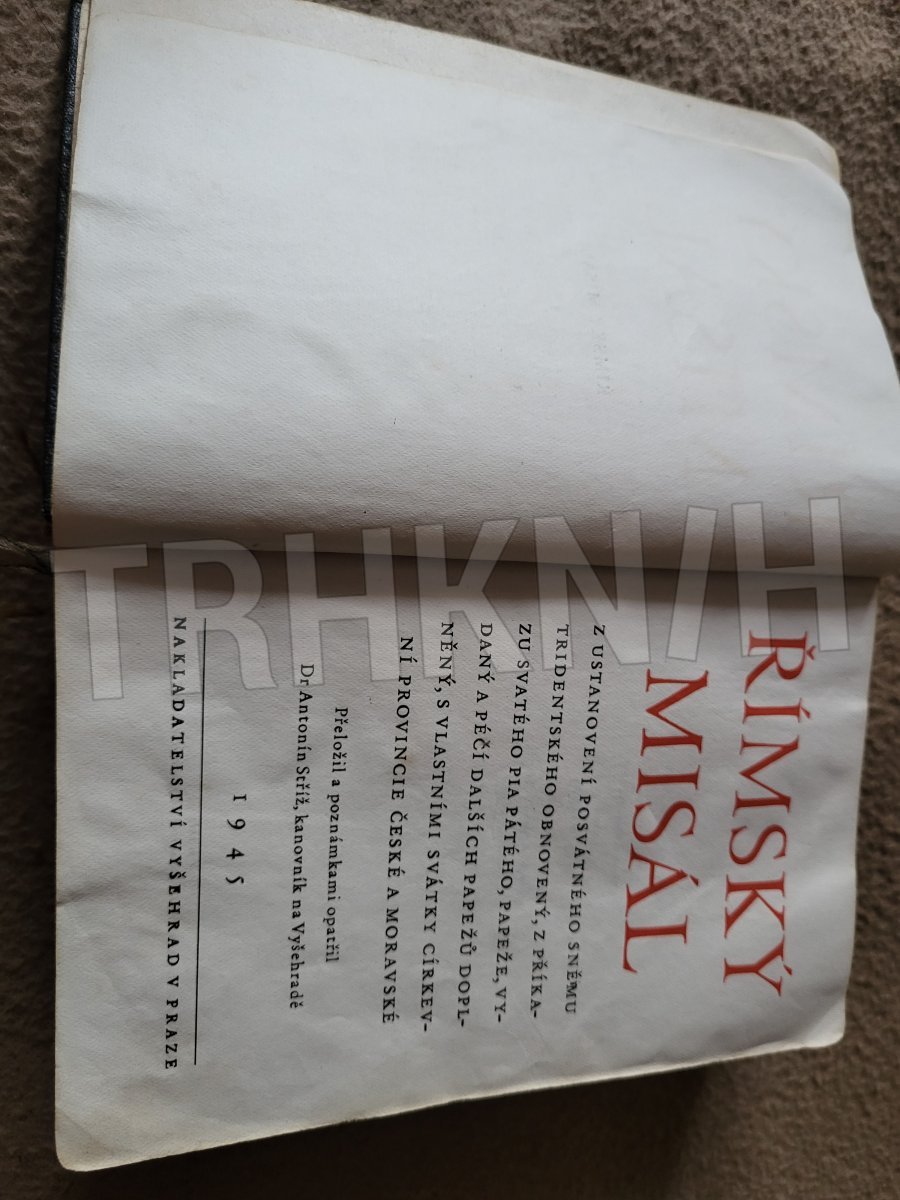 ŘÍMSKÝ
MISÁL
Z USTANOVENÍ POSVÁTNÉHO SNĚMU
TRIDENTSKÉHO OBNOVENÝ, Z PŘÍKA-
ZU SVATÉHO PIA PÁTÉHO, PAPEŽE, VY-
DANÝ A PÉČÍ DALŠÍCH PAPEŽŮ DOPL-
NĚNÝ, S VLASTNÍMI SVÁTKY CÍRKEV-
NÍ PROVINCIE ČESKÉ A MORAVSKÉ
Přeložil a poznámkami opatřil
Dr Antonín Stříž, kanovník na Vyšehradě
1945
NAKLADATELSTVÍ VYŠEHRAD V PRAZE
TRHKNIH